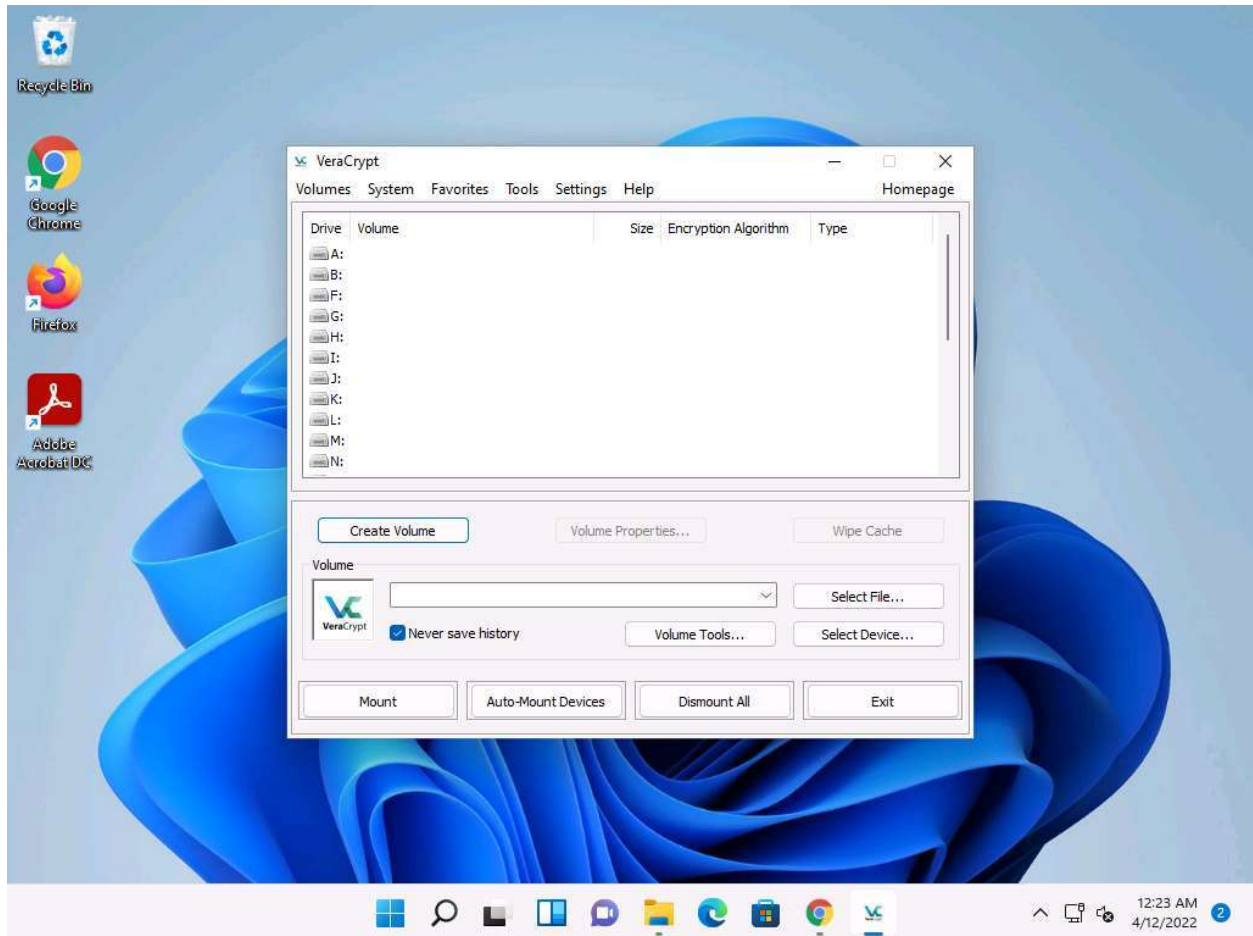 Recycle Bin
Google
Chrome
Firefox
Adobe
Acrobat DC
VeraCrypt
Volumes System Favorites Tools Settings Help Homepage
Drive Volume Size Encryption Algorithm Type
A:
B:
F:
G:
H:
I:
J:
K:
L:
M:
N:
Create Volume Volume Properties... Wipe Cache
Volume
VeraCrypt
Select File...
Never save history Volume Tools... Select Device...
Mount Auto-Mount Devices Dismount All Exit
12:23 AM
4/12/2022
2